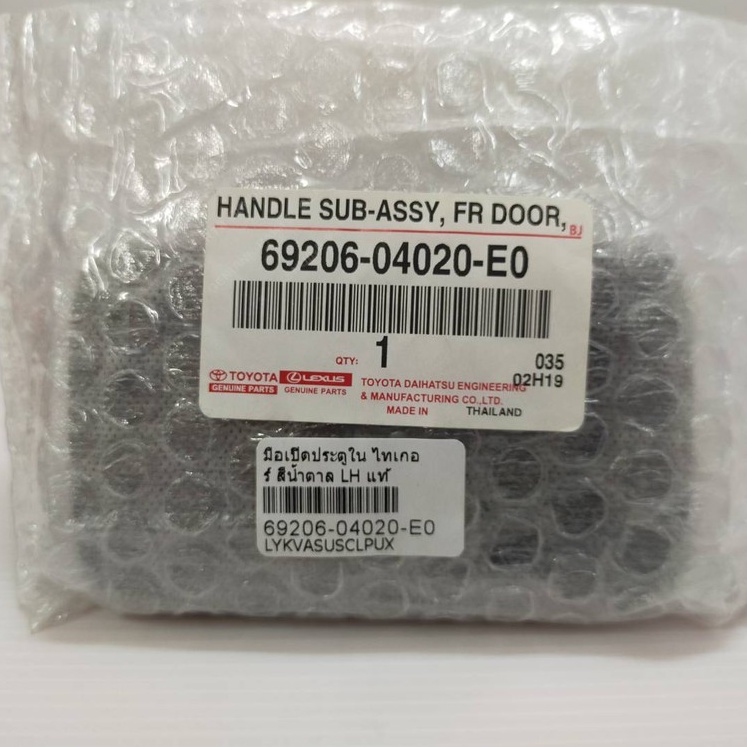 HANDLE SUB-ASSY, FR DOOR,
BJ
69206-04020-E0
QTY: 1
035
02H19
TOYOTA
GENUINE PARTS
LEXUS
GENUINE PARTS
TOYOTA DAIHATSU ENGINEERING
& MANUFACTURING CO.,LTD.
MADE IN THAILAND
มือเปิดประตูใน ไทเกอ
ร์ สีน้ำตาล LH แท้
69206-04020-E0
LYKVASUSCLPUX